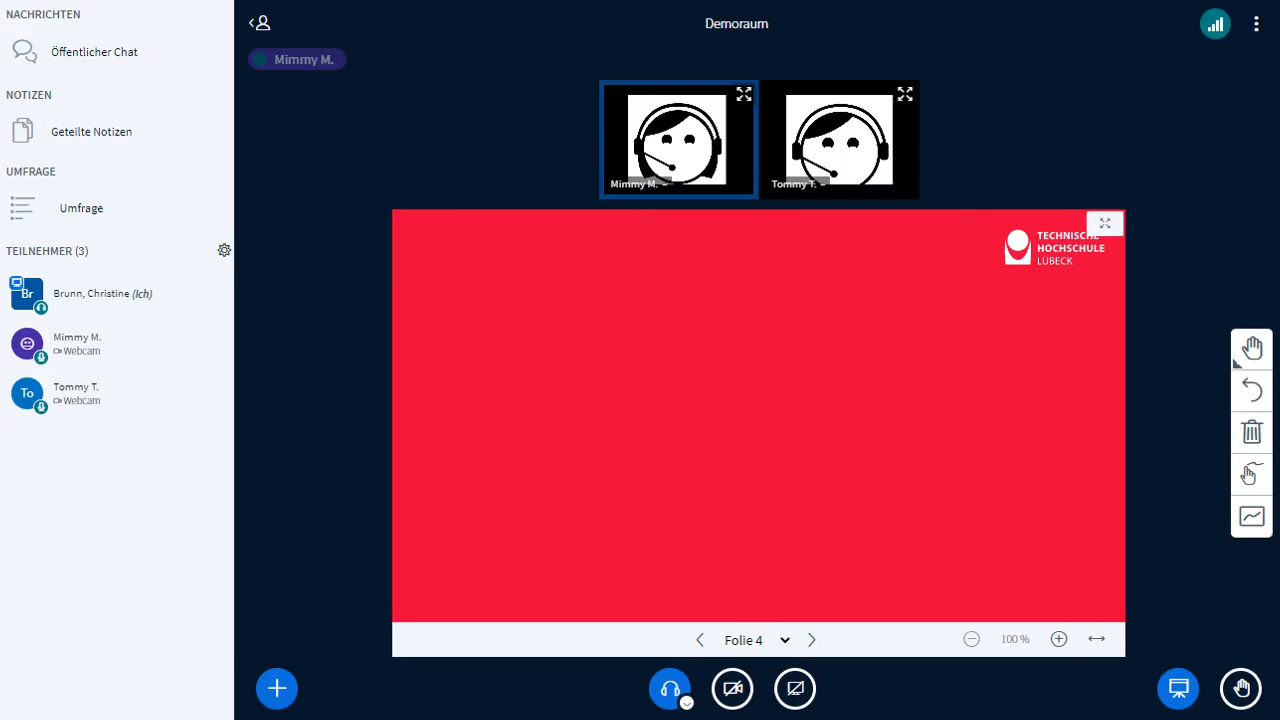 NACHRICHTEN
Öffentlicher Chat
NOTIZEN
Geteilte Notizen
UMFRAGE
Umfrage
TEILNEHMER (3)
Br
Brunn, Christine (Ich)
Mimmy M.
Webcam
To
Tommy T.
Webcam
Demoraum
Mimmy M.
Mimmy M.
Tommy T.
TECHNISCHE
HOCHSCHULE
LÜBECK
Folie 4
100 %